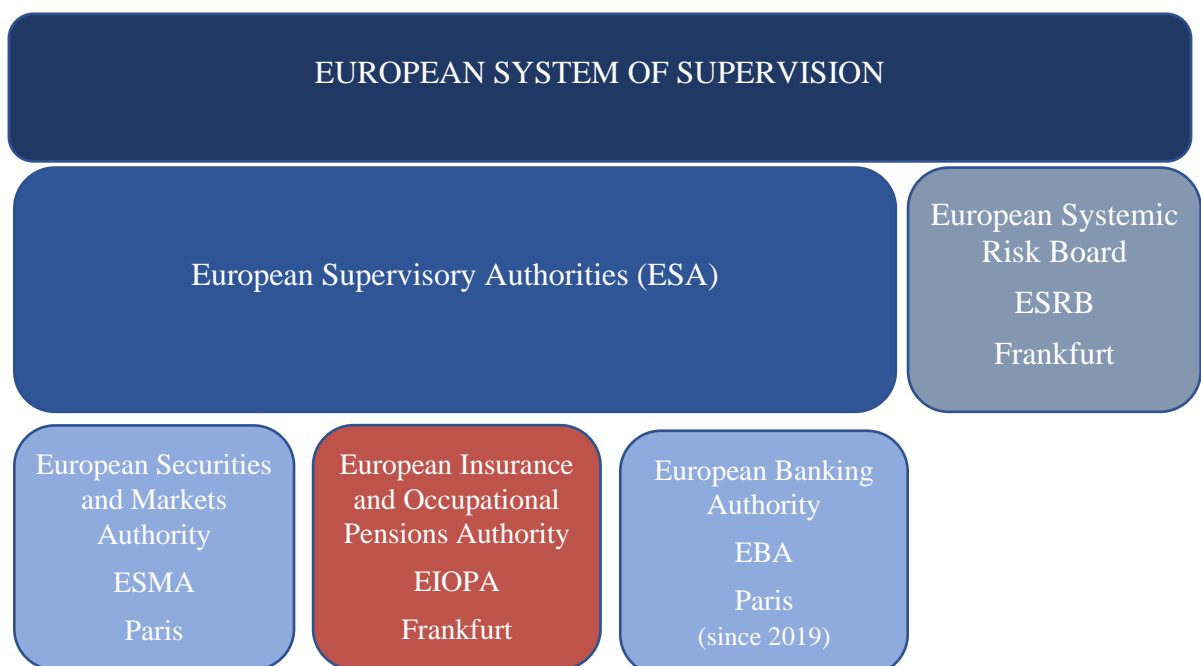 EUROPEAN SYSTEM OF SUPERVISION
European Supervisory Authorities (ESA)
European Systemic
Risk Board
ESRB
Frankfurt
European Securities
and Markets
Authority
ESMA
Paris
European Insurance
and Occupational
Pensions Authority
EIOPA
Frankfurt
European Banking
Authority
EBA
Paris
(since 2019)